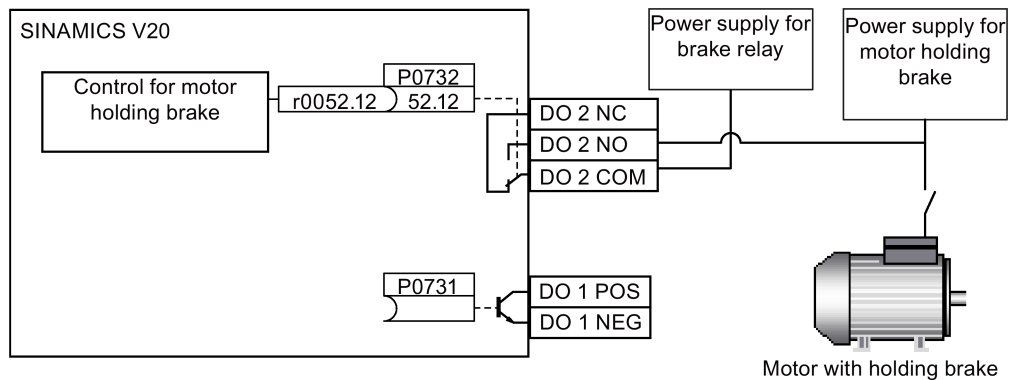 SINAMICS V20
Control for motor
holding brake
r0052.12
P0732
52.12
DO 2 NC
DO 2 NO
DO 2 COM
Power supply for
brake relay
Power supply for
motor holding
brake
P0731
DO 1 POS
DO 1 NEG
Motor with holding brake